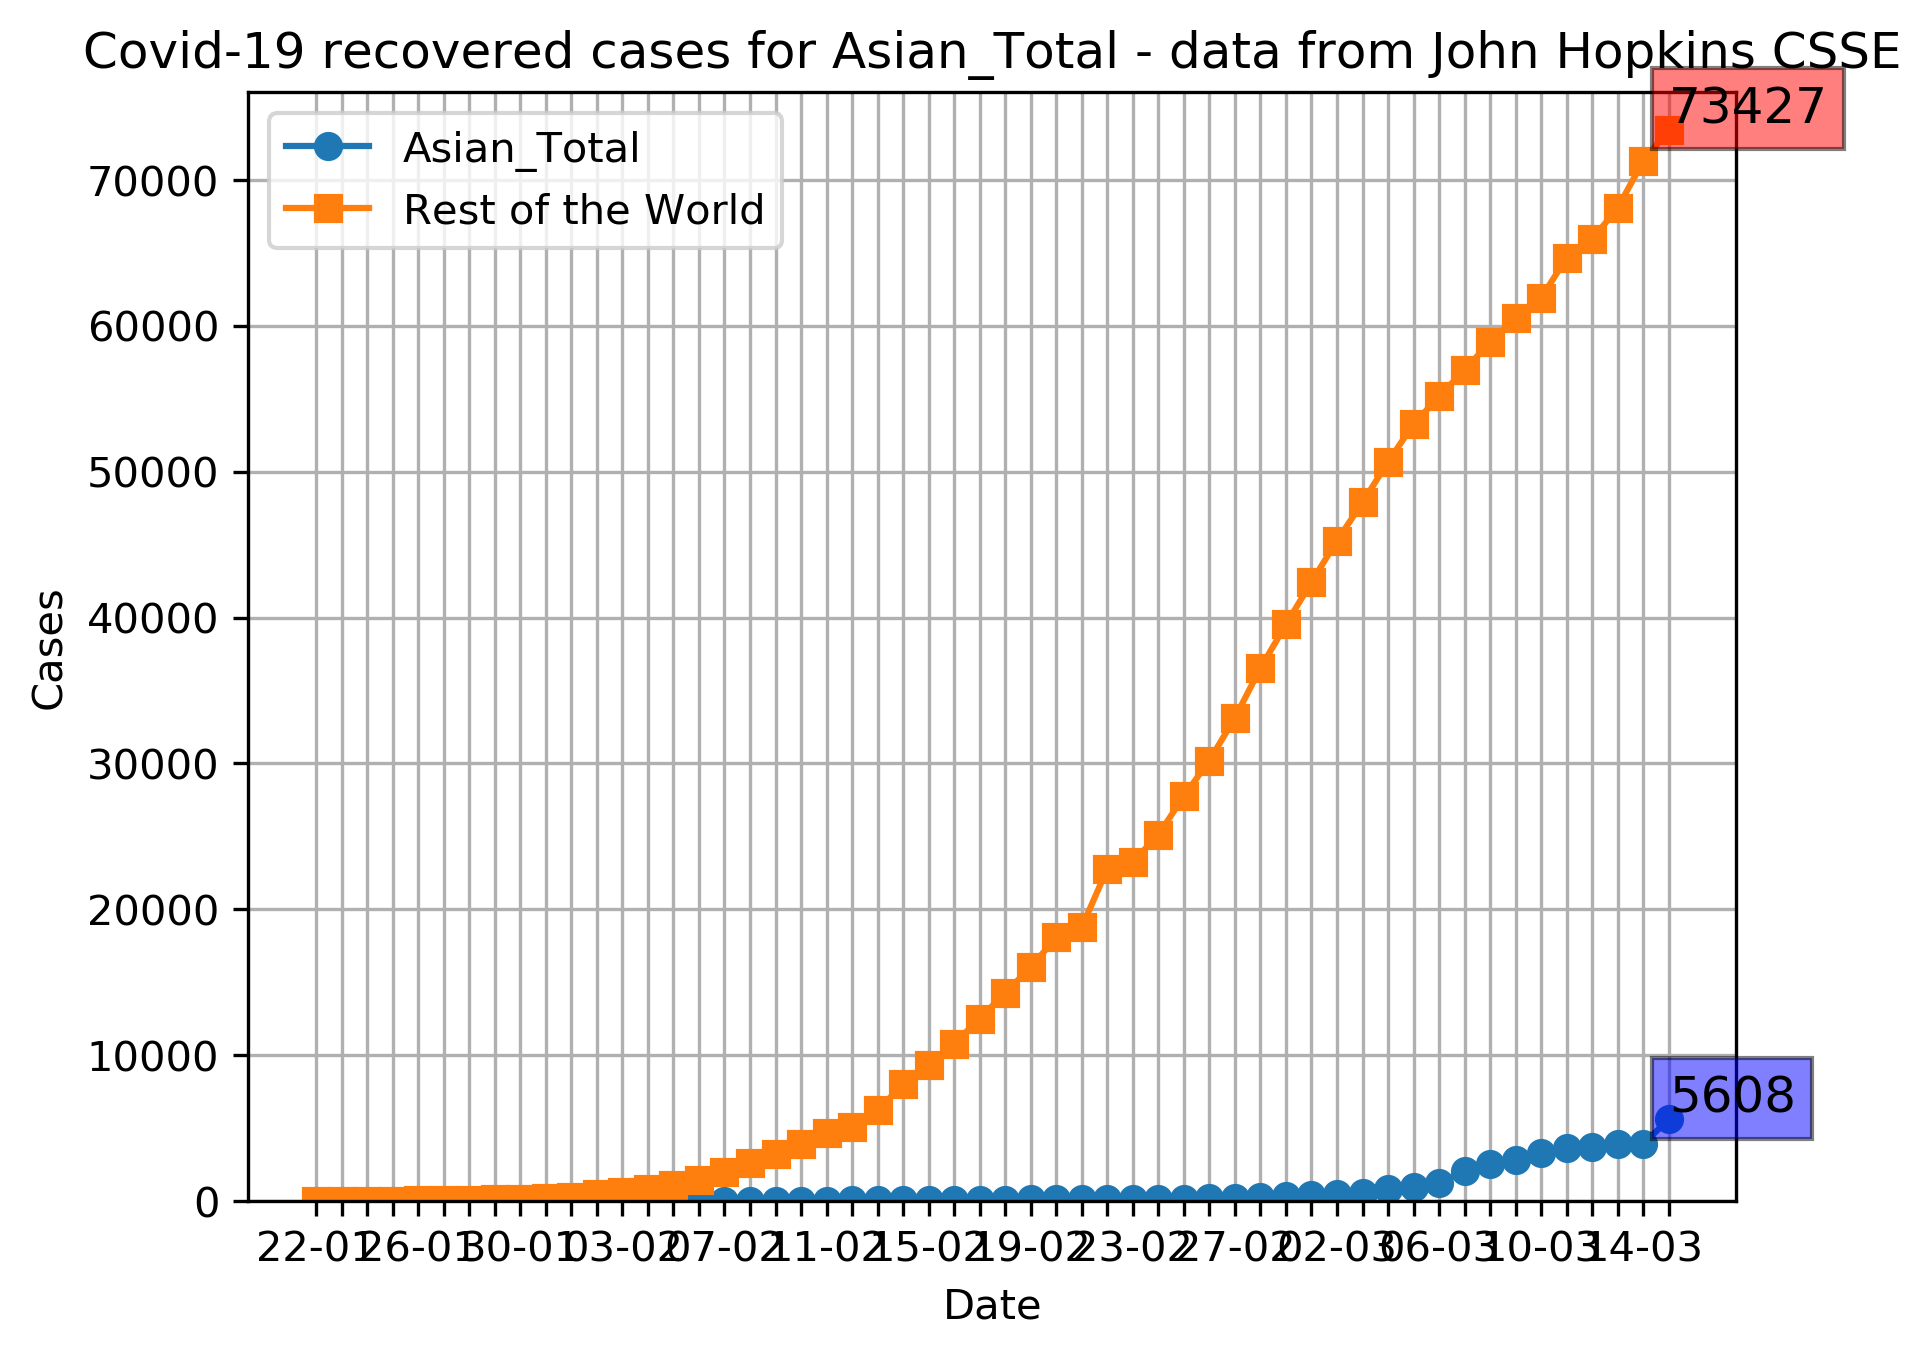 Covid-19 recovered cases for Asian_Total - data from John Hopkins CSSE
73427
Asian_Total
Rest of the World
70000
60000
50000
40000
30000
20000
10000
0
Cases
5608
22-01 26-01 30-01 03-02 07-02 11-02 15-02 19-02 23-02 27-02 02-03 06-03 10-03 14-03
Date